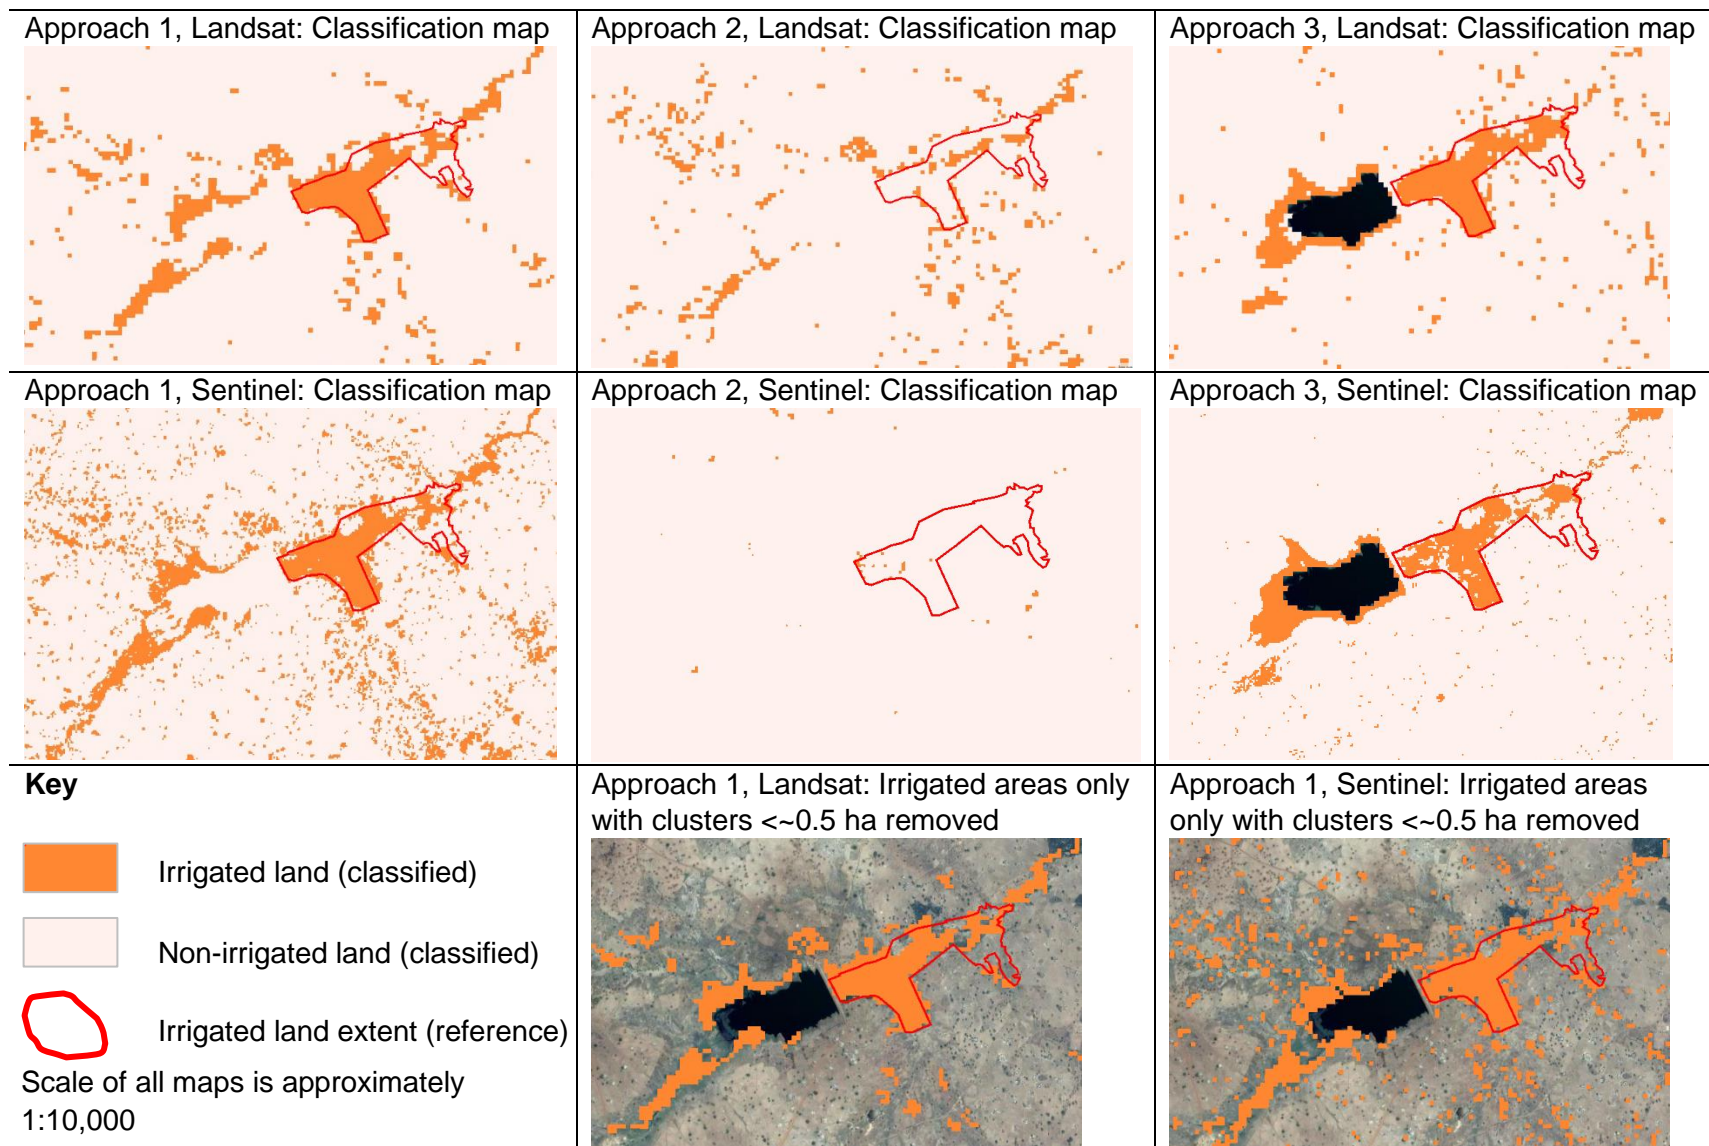 Approach 1, Landsat: Classification map
Approach 2, Landsat: Classification map
Approach 3, Landsat: Classification map
Approach 1, Sentinel: Classification map
Approach 2, Sentinel: Classification map
Approach 3, Sentinel: Classification map
Key
Irrigated land (classified)
Non-irrigated land (classified)
Irrigated land extent (reference)
Scale of all maps is approximately
1:10,000
Approach 1, Landsat: Irrigated areas only
with clusters <~0.5 ha removed
Approach 1, Sentinel: Irrigated areas
only with clusters <~0.5 ha removed